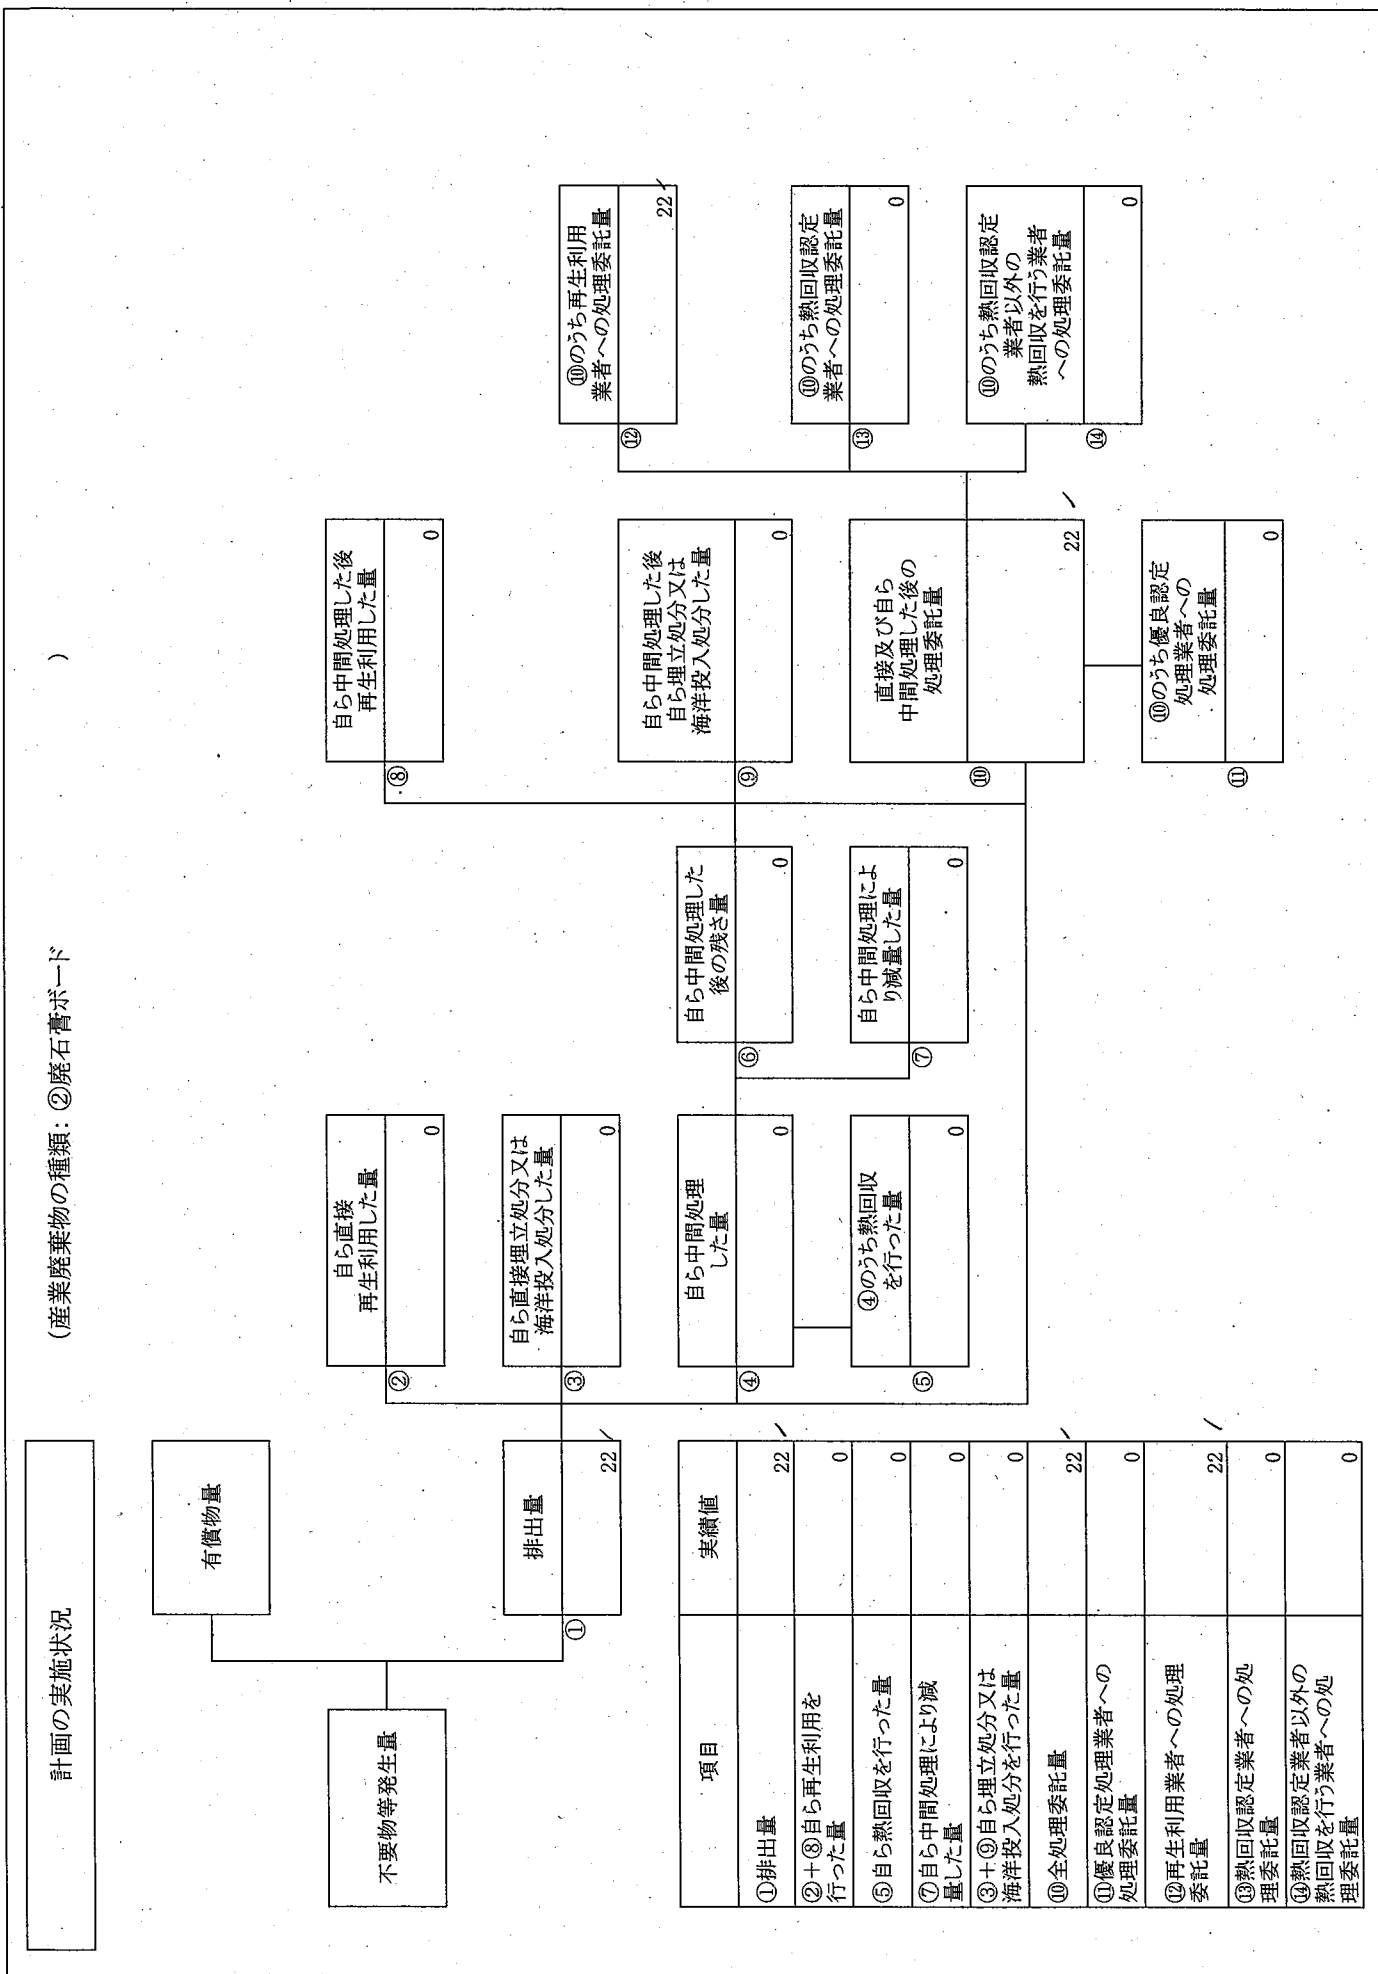 計画の実施状況
(産業廃棄物の種類：②廃石膏ボード
)
不要物等発生量
有償物量
排出量
①
22
自ら直接
再生利用した量
②
0
自ら直接埋立処分又は
海洋投入処分した量
③
0
自ら中間処理
した量
④
0
④のうち熱回収
を行った量
⑤
0
自ら中間処理した
後の残さ量
⑥
0
自ら中間処理によ
り減量した量
⑦
0
自ら中間処理した後
再生利用した量
⑧
0
自ら中間処理した後
自ら埋立処分又は
海洋投入処分した量
⑨
0
直接及び自ら
中間処理した後の
処理委託量
⑩
22
⑩のうち優良認定
処理業者への
処理委託量
⑪
0
⑩のうち再生利用
業者への処理委託量
⑫
22
⑩のうち熱回収認定
業者への処理委託量
⑬
0
⑩のうち熱回収認定
業者以外の
熱回収を行う業者
への処理委託量
⑭
0
項目 実績値
①排出量 22
②＋⑧自ら再生利用を
行った量 0
⑤自ら熱回収を行った量 0
⑦自ら中間処理により減
量した量 0
③＋⑨自ら埋立処分又は
海洋投入処分を行った量 0
⑩全処理委託量 22
⑪優良認定処理業者への
処理委託量 0
⑫再生利用業者への処理
委託量 22
⑬熱回収認定業者への処
理委託量 0
⑭熱回収認定業者以外の
熱回収を行う業者への処
理委託量 0